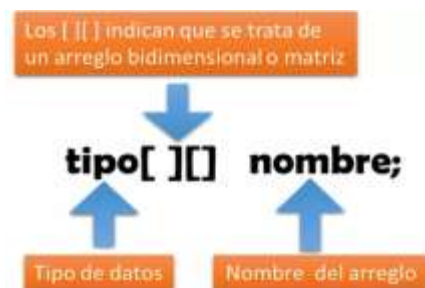 Los [ ][ ] indican que se trata de
un arreglo bidimensional o matriz
tipo[ ][] nombre;
Tipo de datos
Nombre del arreglo